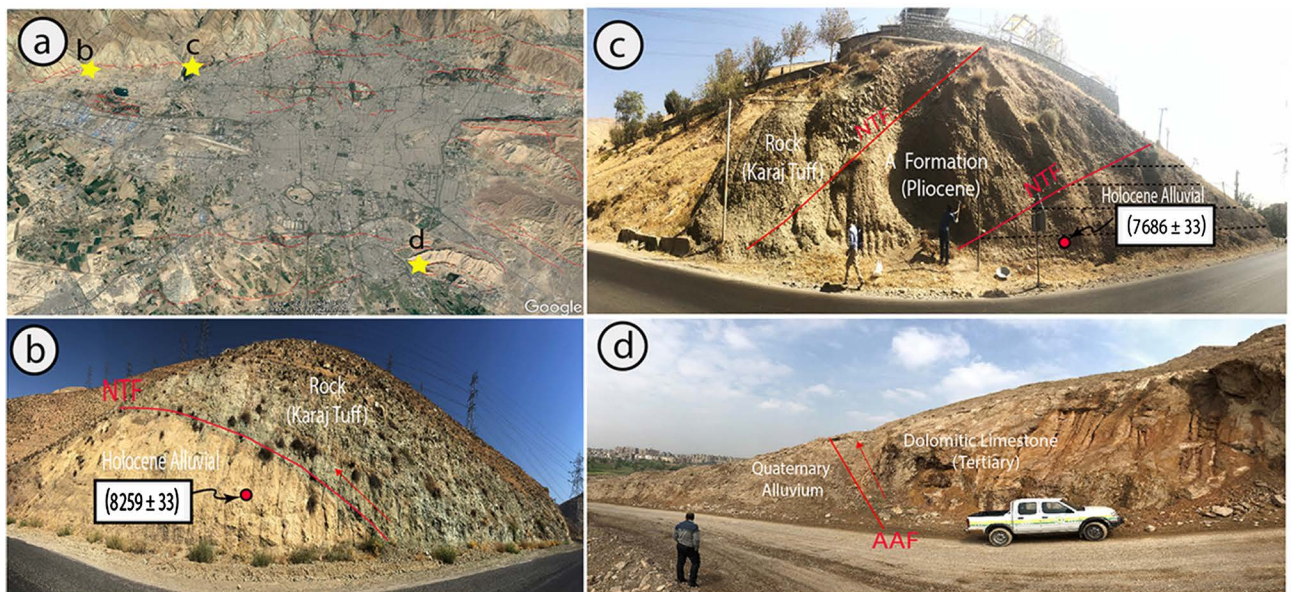 a
b
c
d
Google
b
NTF
Rock
(Karaj Tuff)
Holocene Alluvial
(8259 ± 33)
c
Rock
(Karaj Tuff)
NTF
A Formation
(Pliocene)
NTF
Holocene Alluvial
(7686 ± 33)
d
Quaternary
Alluvium
Dolomitic Limestone
(Tertiary)
AAF